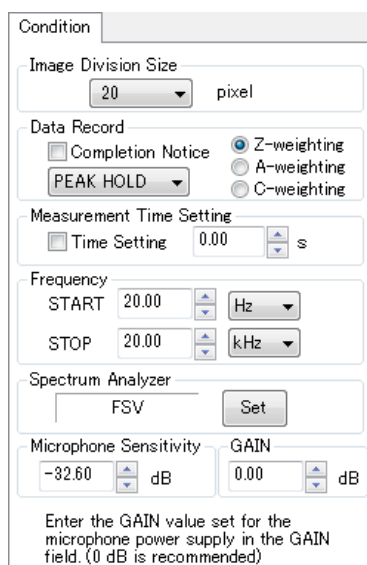 Condition
Image Division Size
20 pixel
Data Record
Completion Notice
PEAK HOLD
Z-weighting
A-weighting
C-weighting
Measurement Time Setting
Time Setting 0.00 s
Frequency
START 20.00 Hz
STOP 20.00 kHz
Spectrum Analyzer
FSV Set
Microphone Sensitivity
-32.60 dB
GAIN
0.00 dB
Enter the GAIN value set for the
microphone power supply in the GAIN
field. (0 dB is recommended)